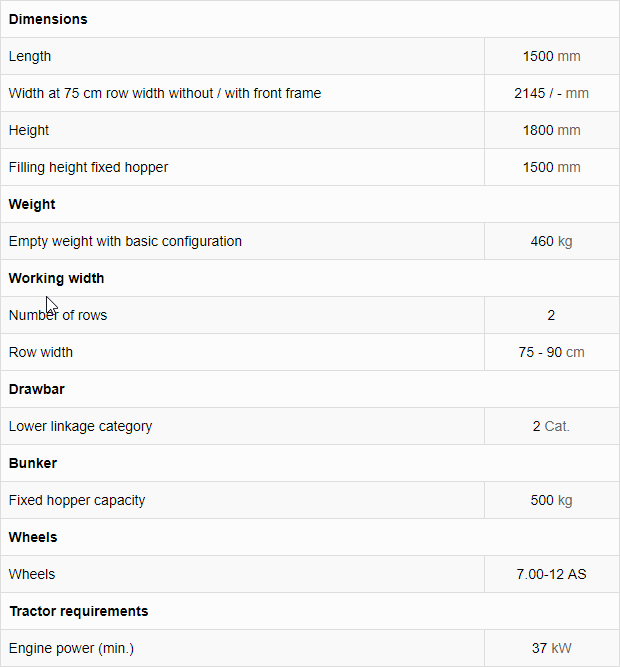 Dimensions
Length 1500 mm
Width at 75 cm row width without / with front frame 2145 / - mm
Height 1800 mm
Filling height fixed hopper 1500 mm
Weight
Empty weight with basic configuration 460 kg
Working width
Number of rows 2
Row width 75 - 90 cm
Drawbar
Lower linkage category 2 Cat.
Bunker
Fixed hopper capacity 500 kg
Wheels
Wheels 7.00-12 AS
Tractor requirements
Engine power (min.) 37 kW